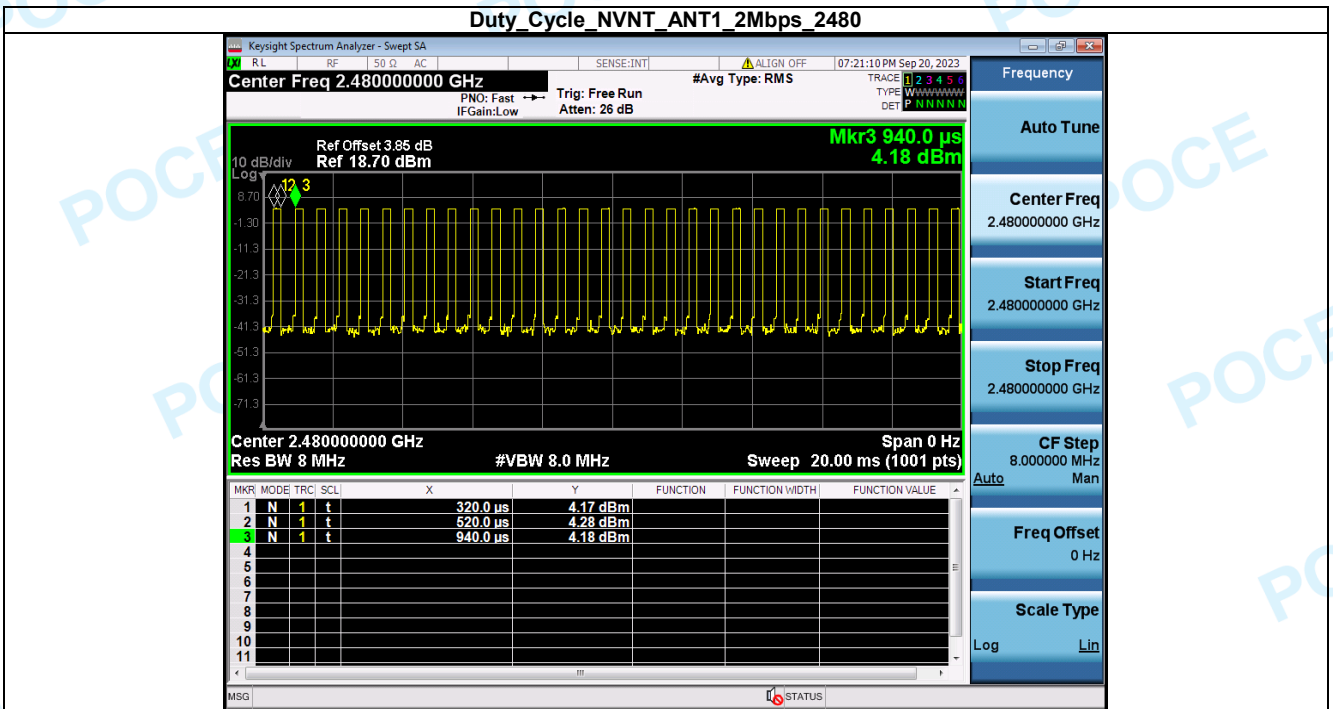 Duty_Cycle_NVNT_ANT1_2Mbps_2480
Keysight Spectrum Analyzer - Swept SA
LXI RL RF 50 Ω AC SENSE:INT ALIGN OFF 07:21:10 PM Sep 20, 2023
Center Freq 2.480000000 GHz #Avg Type: RMS TRACE 1 2 3 4 5 6
PNO: Fast Trig: Free Run TYPE WWWWWW
IFGain:Low Atten: 26 dB DET P N N N N N
Frequency
Auto Tune
Center Freq
2.480000000 GHz
Start Freq
2.480000000 GHz
Stop Freq
2.480000000 GHz
CF Step
8.000000 MHz
Auto Man
Freq Offset
0 Hz
Scale Type
Log Lin
Mkr3 940.0 µs
4.18 dBm
Ref Offset 3.85 dB
10 dB/div Ref 18.70 dBm
Log
1 2 3
8.70
-1.30
-11.3
-21.3
-31.3
-41.3
-51.3
-61.3
-71.3
Center 2.480000000 GHz Span 0 Hz
Res BW 8 MHz #VBW 8.0 MHz Sweep 20.00 ms (1001 pts)
MKR MODE TRC SCL X Y FUNCTION FUNCTION WIDTH FUNCTION VALUE
1 N 1 t 320.0 µs 4.17 dBm
2 N 1 t 520.0 µs 4.28 dBm
3 N 1 t 940.0 µs 4.18 dBm
4
5
6
7
8
9
10
11
MSG STATUS
POCE
POCE
POCE
POCE